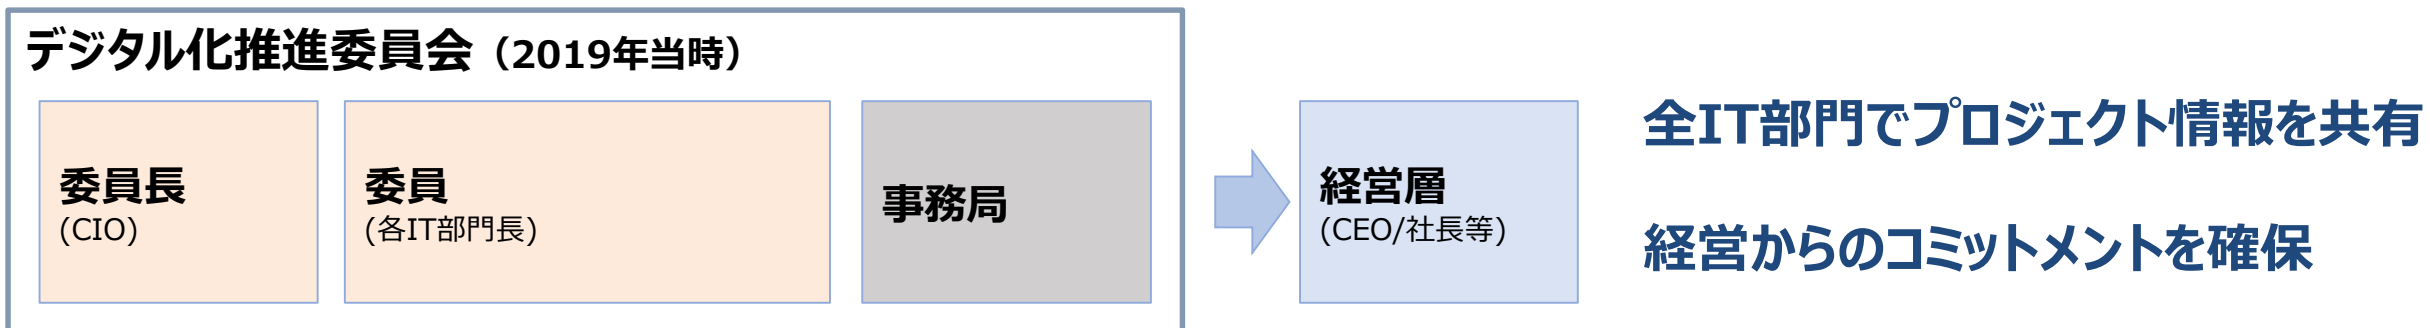 デジタル化推進委員会（2019年当時）
委員長
(CIO)
委員
(各IT部門長)
事務局
経営層
(CEO/社長等)
全IT部門でプロジェクト情報を共有
経営からのコミットメントを確保